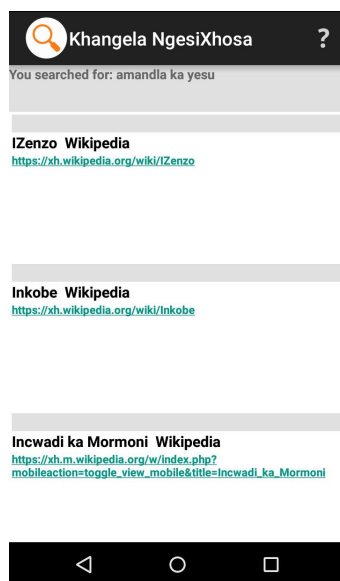 Khangela NgesiXhosa ?
You searched for: amandla ka yesu
IZenzo Wikipedia
https://xh.wikipedia.org/wiki/IZenzo
Inkobe Wikipedia
https://xh.wikipedia.org/wiki/Inkobe
Incwadi ka Mormoni Wikipedia
https://xh.m.wikipedia.org/w/index.php?
mobileaction=toggle_view_mobile&title=Incwadi_ka_Mormoni